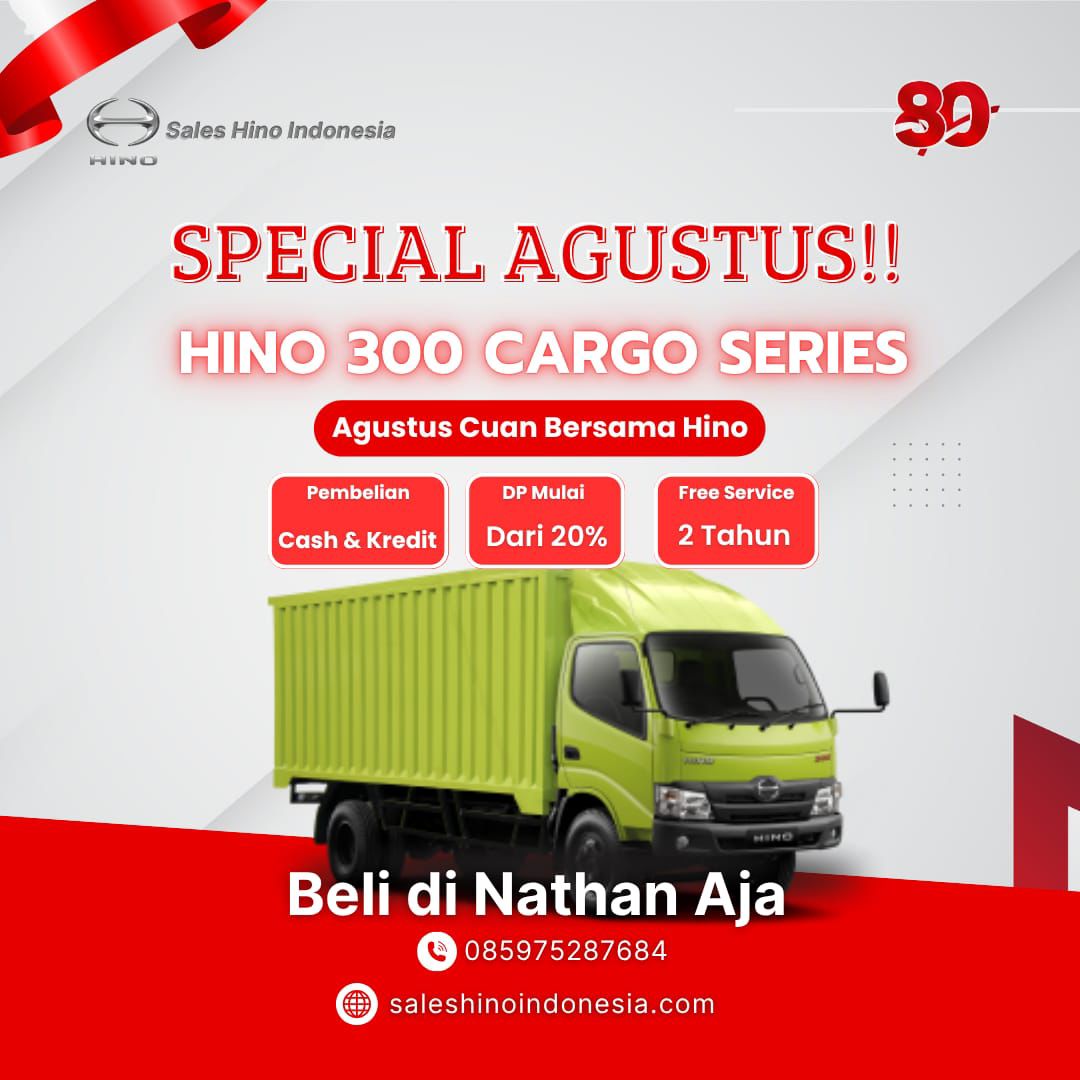 HINO
Sales Hino Indonesia
80
SPECIAL AGUSTUS!!
HINO 300 CARGO SERIES
Agustus Cuan Bersama Hino
Pembelian
Cash & Kredit
DP Mulai
Dari 20%
Free Service
2 Tahun
HINO
HINO
Beli di Nathan Aja
085975287684
saleshinoindonesia.com